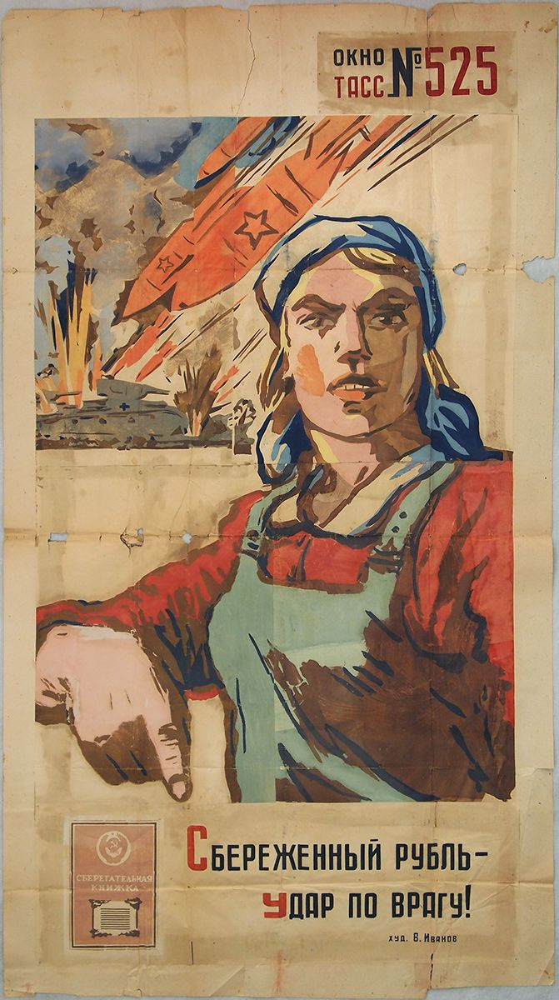 ОКНО
ТАСС №525
СБЕРЕГАТЕЛЬНАЯ
КНИЖКА
СБЕРЕЖЕННЫЙ РУБЛЬ-
УДАР ПО ВРАГУ!
ХУД. В. ИВАНОВ